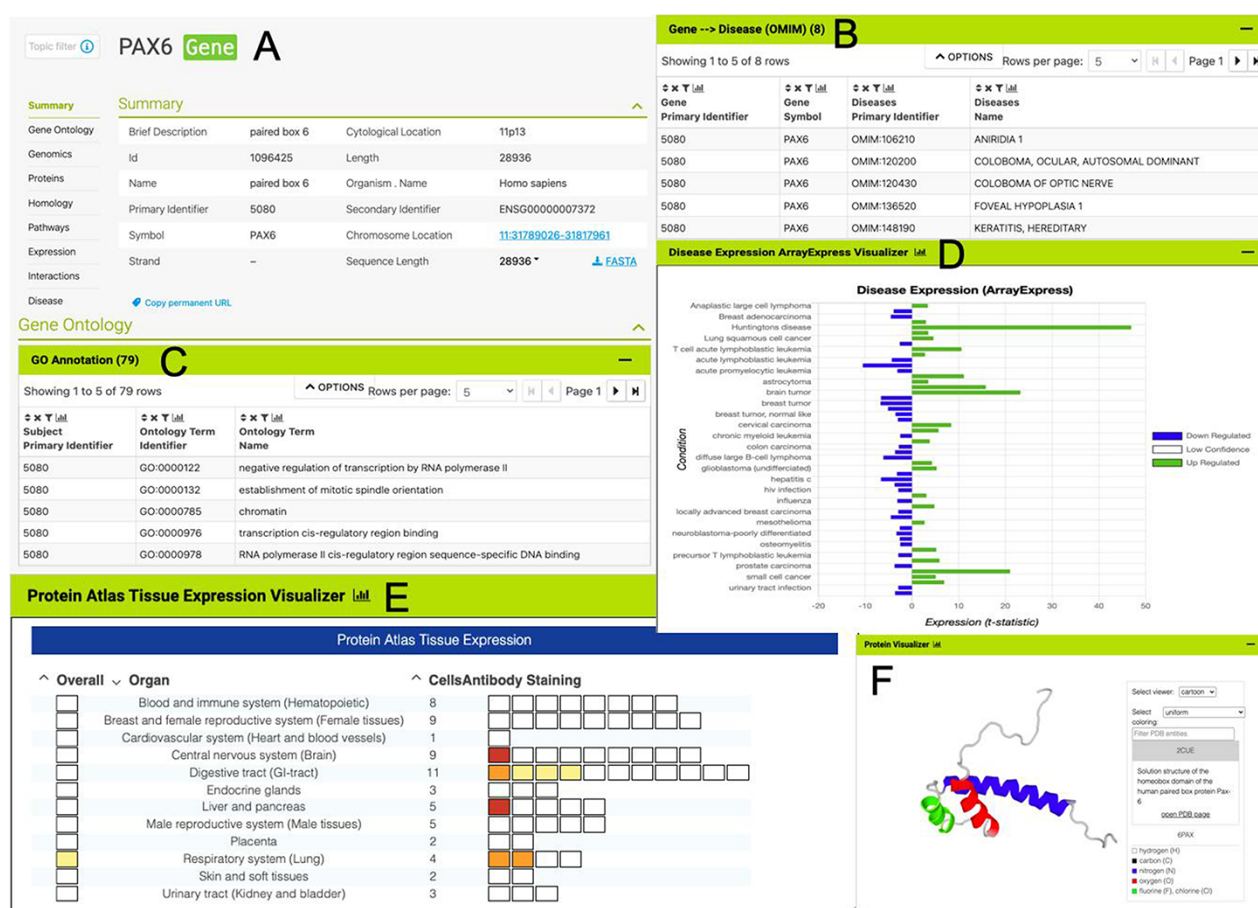 Topic filter
PAX6 Gene A
Summary
Gene Ontology
Genomics
Proteins
Homology
Pathways
Expression
Interactions
Disease
Summary
Brief Description paired box 6 Cytological Location 11p13
Id 1096425 Length 28936
Name paired box 6 Organism . Name Homo sapiens
Primary Identifier 5080 Secondary Identifier ENSG00000007372
Symbol PAX6 Chromosome Location 11:31789026-31817961
Strand – Sequence Length 28936 FASTA
Copy permanent URL
Gene --> Disease (OMIM) (8) B
Showing 1 to 5 of 8 rows OPTIONS Rows per page: 5 Page 1
Gene Gene Diseases Diseases
Primary Identifier Symbol Primary Identifier Name
5080 PAX6 OMIM:106210 ANIRIDIA 1
5080 PAX6 OMIM:120200 COLOBOMA, OCULAR, AUTOSOMAL DOMINANT
5080 PAX6 OMIM:120430 COLOBOMA OF OPTIC NERVE
5080 PAX6 OMIM:136520 FOVEAL HYPOPLASIA 1
5080 PAX6 OMIM:148190 KERATITIS, HEREDITARY
Gene Ontology
GO Annotation (79) C
Showing 1 to 5 of 79 rows OPTIONS Rows per page: 5 Page 1
Subject Ontology Term Ontology Term
Primary Identifier Identifier Name
5080 GO:0000122 negative regulation of transcription by RNA polymerase II
5080 GO:0000132 establishment of mitotic spindle orientation
5080 GO:0000785 chromatin
5080 GO:0000976 transcription cis-regulatory region binding
5080 GO:0000978 RNA polymerase II cis-regulatory region sequence-specific DNA binding
Disease Expression ArrayExpress Visualizer D
Disease Expression (ArrayExpress)
Condition
Anaplastic large cell lymphoma
Breast adenocarcinoma
Huntingtons disease
Lung squamous cell cancer
T cell acute lymphoblastic leukemia
acute lymphoblastic leukemia
acute promyelocytic leukemia
astrocytoma
brain tumor
breast tumor
breast tumor, normal like
cervical carcinoma
chronic myeloid leukemia
colon carcinoma
diffuse large B-cell lymphoma
glioblastoma (undifferciated)
hepatitis c
hiv infection
influenza
locally advanced breast carcinoma
mesothelioma
neuroblastoma-poorly differentiated
osteomyelitis
precursor T lymphoblastic leukemia
prostate carcinoma
small cell cancer
urinary tract infection
-20 -10 0 10 20 30 40 50
Expression (t-statistic)
Down Regulated
Low Confidence
Up Regulated
Protein Atlas Tissue Expression Visualizer E
Protein Atlas Tissue Expression
Overall Organ Cells Antibody Staining
Blood and immune system (Hematopoietic) 8
Breast and female reproductive system (Female tissues) 9
Cardiovascular system (Heart and blood vessels) 1
Central nervous system (Brain) 9
Digestive tract (GI-tract) 11
Endocrine glands 3
Liver and pancreas 5
Male reproductive system (Male tissues) 5
Placenta 2
Respiratory system (Lung) 4
Skin and soft tissues 2
Urinary tract (Kidney and bladder) 3
Protein Visualizer
F
Select viewer: cartoon
Select uniform
coloring:
Filter PDB entities
2CUE
Solution structure of the
homeobox domain of the
human paired box protein Pax-
6
open PDB page
6PAX
hydrogen (H)
carbon (C)
nitrogen (N)
oxygen (O)
fluorine (F), chlorine (Cl)